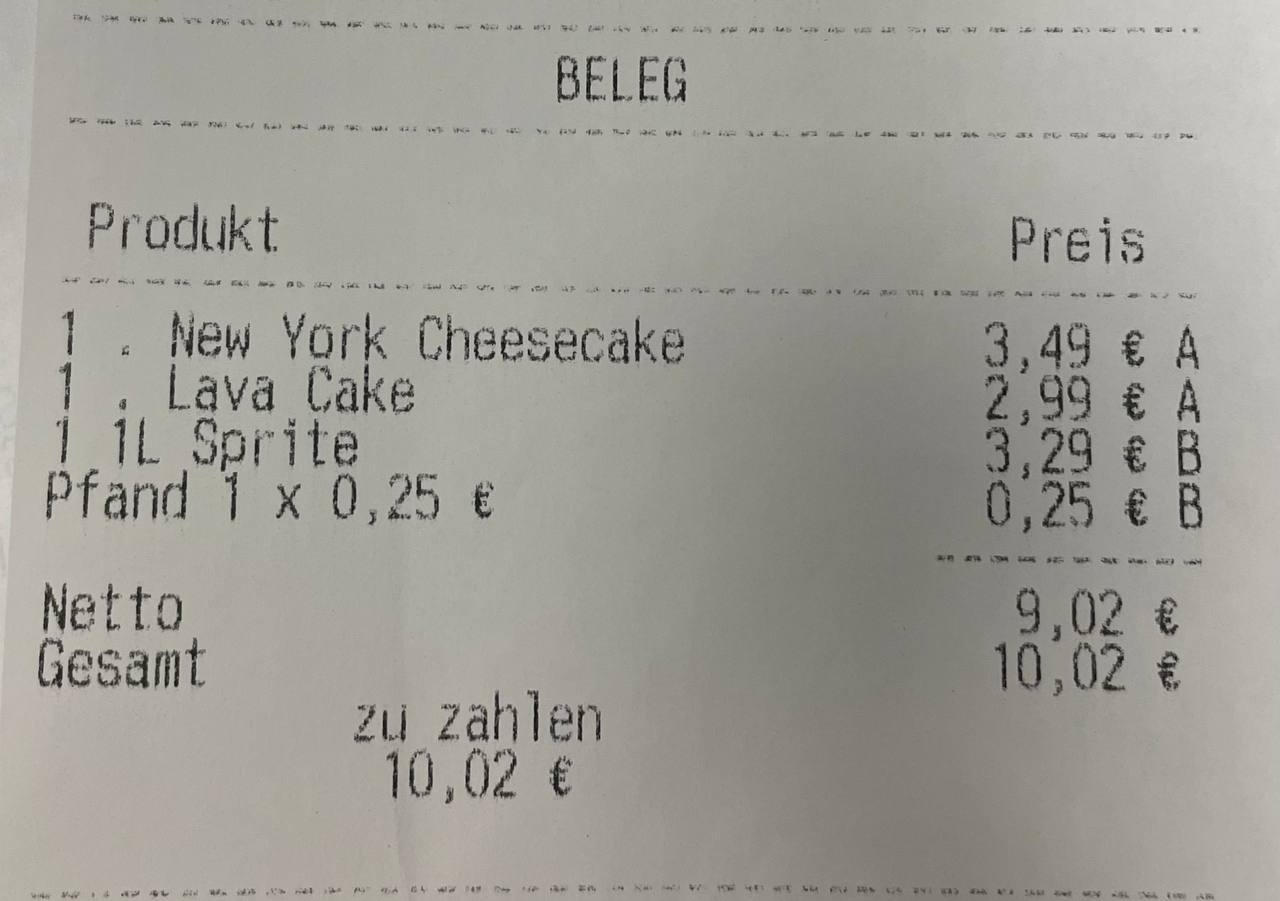 BELEG
Produkt Preis
1 . New York Cheesecake 3,49 € A
1 . Lava Cake 2,99 € A
1 1L Sprite 3,29 € B
Pfand 1 x 0,25 € 0,25 € B
Netto 9,02 €
Gesamt 10,02 €
zu zahlen
10,02 €